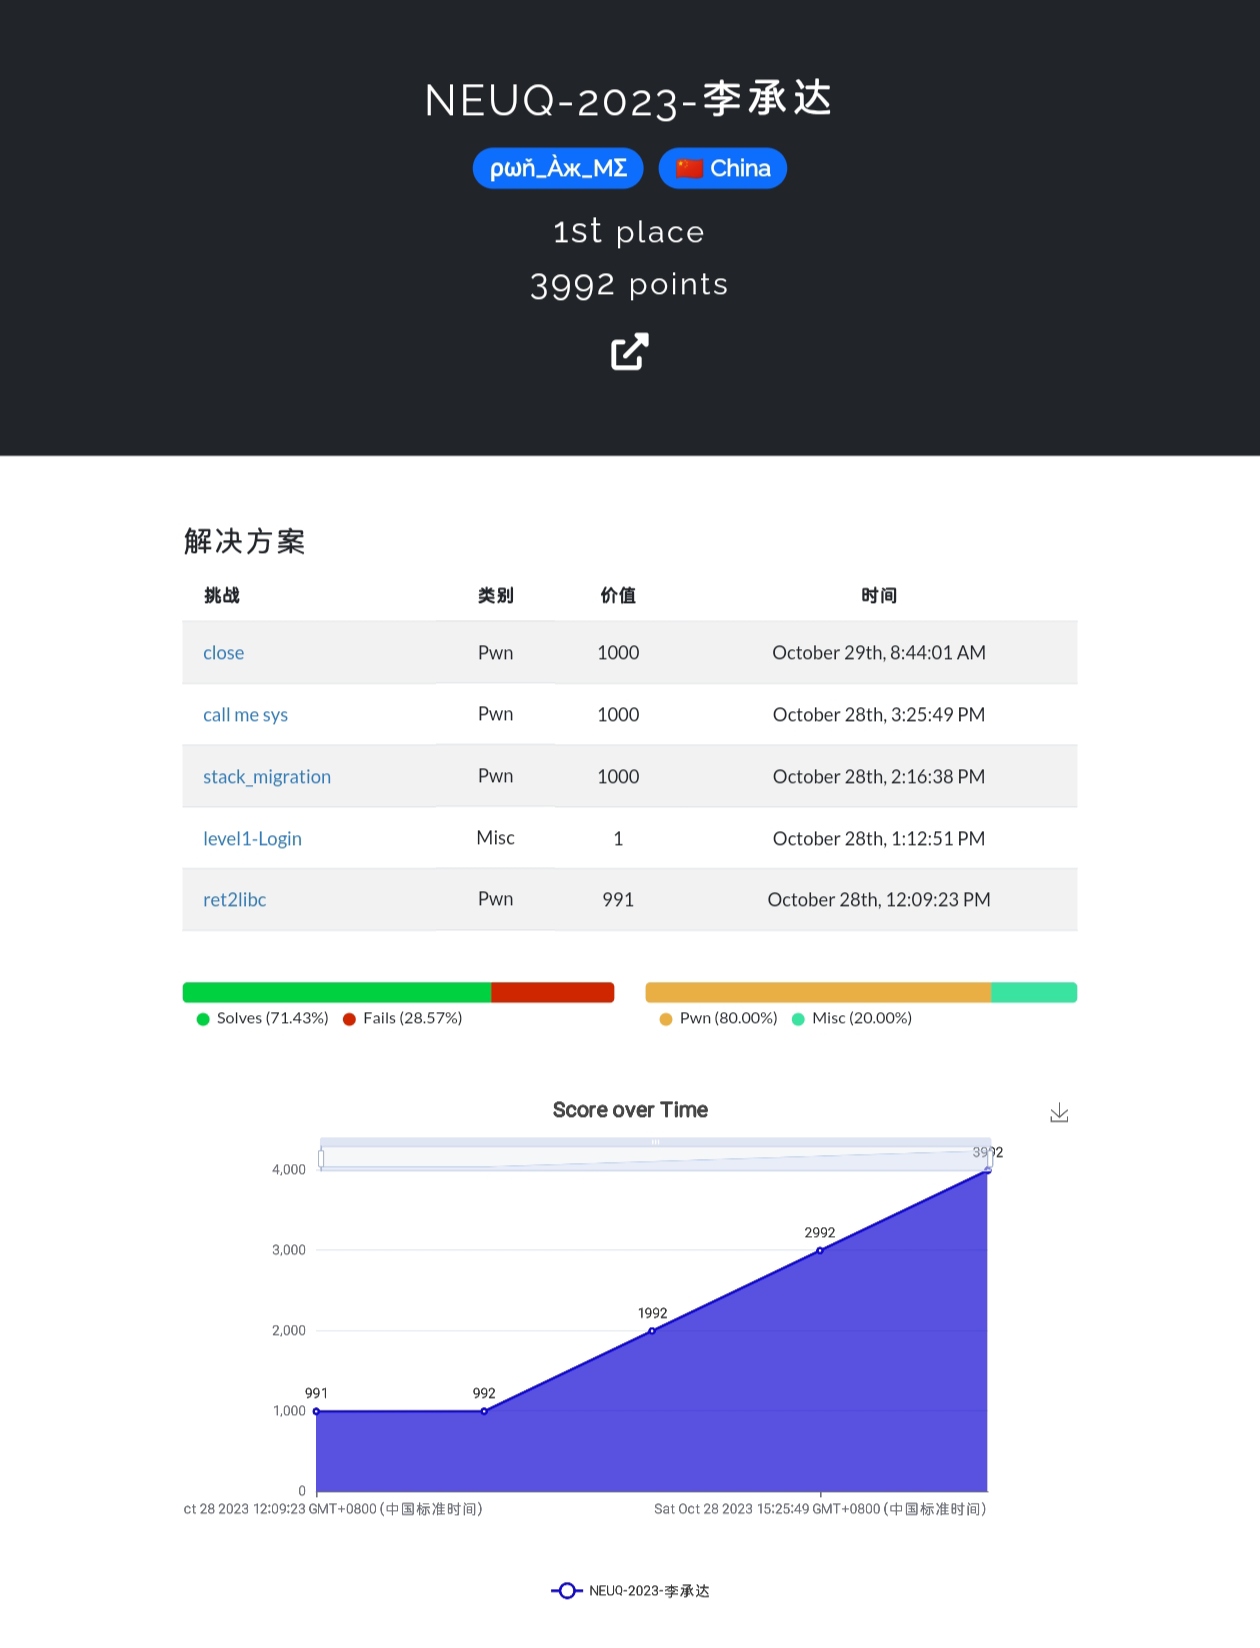 NEUQ-2023-李承达
ρωň_Àж_MΣ
China
1st place
3992 points
解决方案
挑战 类别 价值 时间
close Pwn 1000 October 29th, 8:44:01 AM
call me sys Pwn 1000 October 28th, 3:25:49 PM
stack_migration Pwn 1000 October 28th, 2:16:38 PM
level1-Login Misc 1 October 28th, 1:12:51 PM
ret2libc Pwn 991 October 28th, 12:09:23 PM
Solves (71.43%) Fails (28.57%) Pwn (80.00%) Misc (20.00%)
Score over Time
3992
4,000
2992
3,000
1992
2,000
991 992
1,000
0
ct 28 2023 12:09:23 GMT+0800 (中国标准时间) Sat Oct 28 2023 15:25:49 GMT+0800 (中国标准时间)
NEUQ-2023-李承达